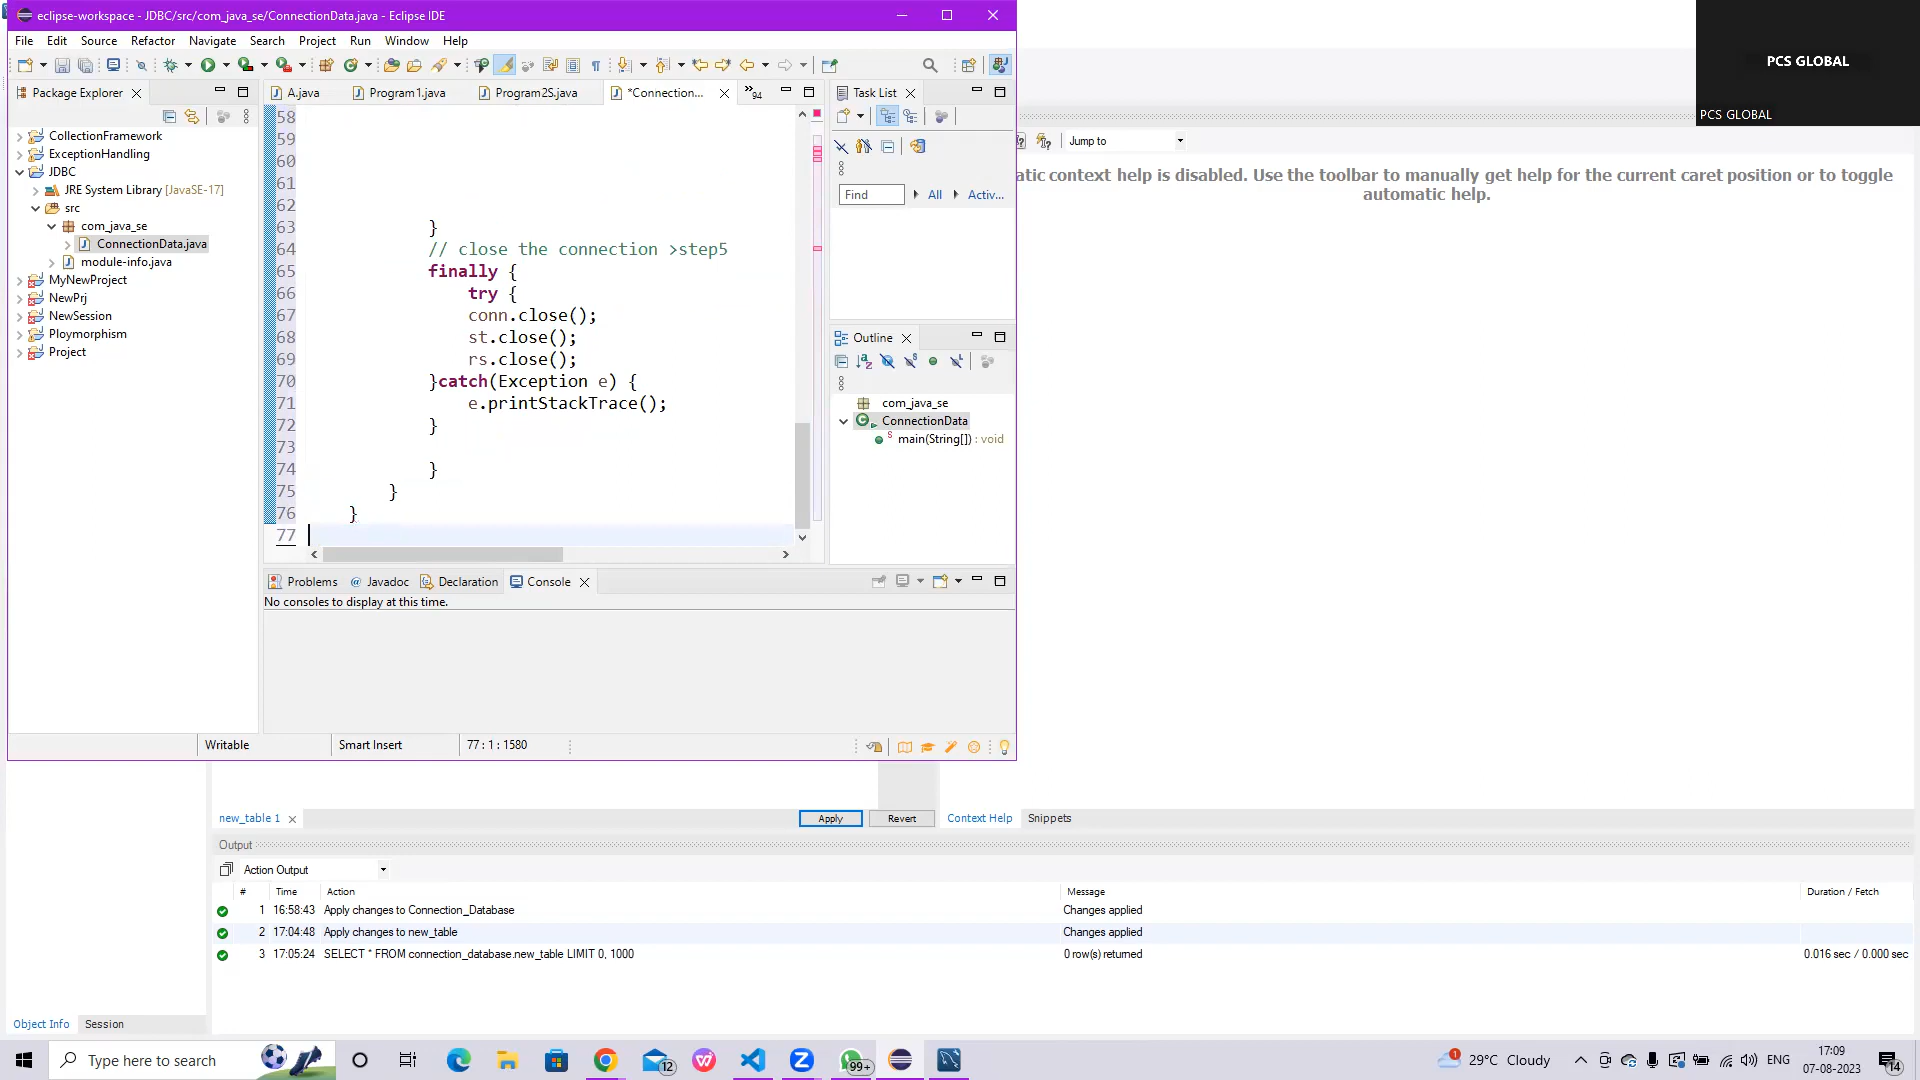 eclipse-workspace - JDBC/src/com_java_se/ConnectionData.java - Eclipse IDE
File Edit Source Refactor Navigate Search Project Run Window Help
PCS GLOBAL
PCS GLOBAL
Package Explorer
A.java Program1.java Program2S.java *Connection... 94
Task List
CollectionFramework
ExceptionHandling
JDBC
JRE System Library [JavaSE-17]
src
com_java_se
ConnectionData.java
module-info.java
MyNewProject
NewPrj
NewSession
Ploymorphism
Project
58
59
60
61
62
63 }
64 // close the connection >step5
65 finally {
66 try {
67 conn.close();
68 st.close();
69 rs.close();
70 }catch(Exception e) {
71 e.printStackTrace();
72 }
73
74 }
75 }
76 }
77
Find All Activ...
Outline
com_java_se
ConnectionData
main(String[]) : void
Jump to
atic context help is disabled. Use the toolbar to manually get help for the current caret position or to toggle
automatic help.
Problems @ Javadoc Declaration Console
No consoles to display at this time.
Writable Smart Insert 77 : 1 : 1580
new_table 1 Apply Revert Context Help Snippets
Output
Action Output
# Time Action Message Duration / Fetch
1 16:58:43 Apply changes to Connection_Database Changes applied
2 17:04:48 Apply changes to new_table Changes applied
3 17:05:24 SELECT * FROM connection_database.new_table LIMIT 0, 1000 0 row(s) returned 0.016 sec / 0.000 sec
Object Info Session
Type here to search 12 99+ 1 29°C Cloudy ENG 17:09 14
07-08-2023